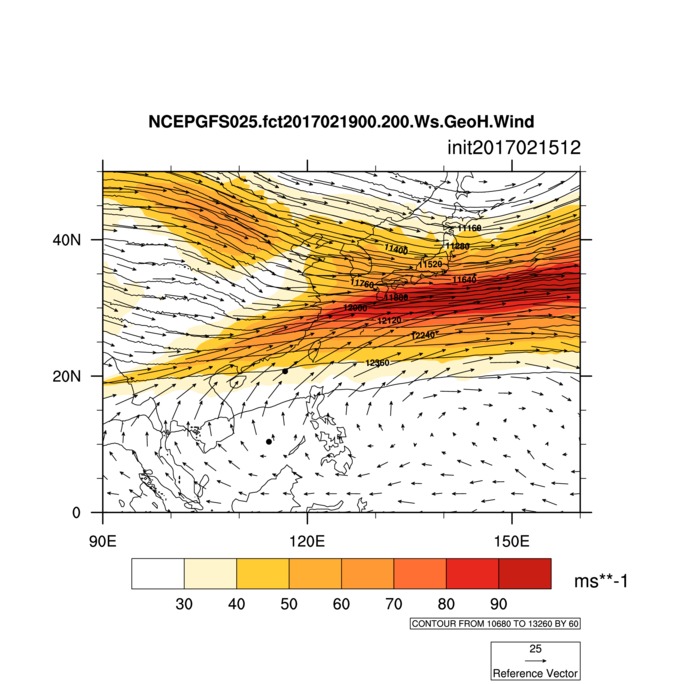 NCEPGFS025.fct2017021900.200.Ws.GeoH.Wind
init2017021512
11160
40N
11400
11280
11520
11760
11640
11880
12000
12120
12240
12360
20N
0
90E 120E 150E
ms**-1
30 40 50 60 70 80 90
CONTOUR FROM 10680 TO 13260 BY 60
25
Reference Vector